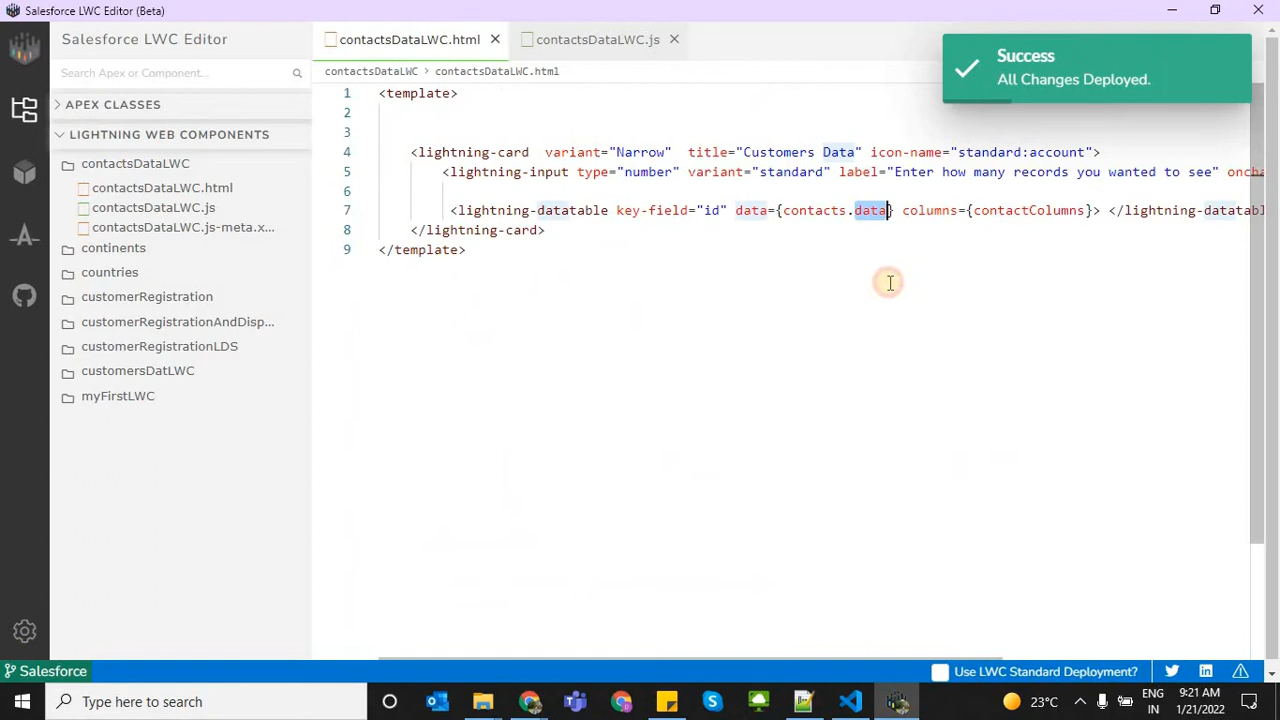 Salesforce LWC Editor (Beta)
Salesforce LWC Editor
contactsDataLWC.html
contactsDataLWC.js
Success
All Changes Deployed.
Search Apex or Component...
contactsDataLWC
contactsDataLWC.html
APEX CLASSES
LIGHTNING WEB COMPONENTS
contactsDataLWC
contactsDataLWC.html
contactsDataLWC.js
contactsDataLWC.js-meta.x...
continents
countries
customerRegistration
customerRegistrationAndDisp...
customerRegistrationLDS
customersDatLWC
myFirstLWC
1 <template>
2
3
4 <lightning-card variant="Narrow" title="Customers Data" icon-name="standard:account">
5 <lightning-input type="number" variant="standard" label="Enter how many records you wanted to see" onch
6
7 <lightning-datatable key-field="id" data={contacts.data} columns={contactColumns}> </lightning-datatabl
8 </lightning-card>
9 </template>
Salesforce
Use LWC Standard Deployment?
Type here to search
23°C
ENG
IN
9:21 AM
1/21/2022